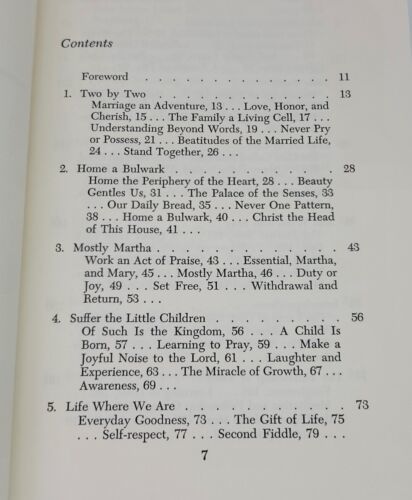 Contents
Foreword . . . . . . . . . . . . . . 11
1. Two by Two . . . . . . . . . . . . 13
Marriage an Adventure, 13 . . . Love, Honor, and
Cherish, 15 . . . The Family a Living Cell, 17 . . .
Understanding Beyond Words, 19 . . . Never Pry
or Possess, 21 . . . Beatitudes of the Married Life,
24 . . . Stand Together, 26 . . .
2. Home a Bulwark . . . . . . . . . . . 28
Home the Periphery of the Heart, 28 . . . Beauty
Gentles Us, 31 . . . The Palace of the Senses, 33
. . . Our Daily Bread, 35 . . . Never One Pattern,
38 . . . Home a Bulwark, 40 . . . Christ the Head
of This House, 41 . . .
3. Mostly Martha . . . . . . . . . . . . 43
Work an Act of Praise, 43 . . . Essential, Martha,
and Mary, 45 . . . Mostly Martha, 46 . . . Duty or
Joy, 49 . . . Set Free, 51 . . . Withdrawal and
Return, 53 . . .
4. Suffer the Little Children . . . . . . . . . 56
Of Such Is the Kingdom, 56 . . . A Child Is
Born, 57 . . . Learning to Pray, 59 . . . Make a
Joyful Noise to the Lord, 61 . . . Laughter and
Experience, 63 . . . The Miracle of Growth, 67 . . .
Awareness, 69 . . .
5. Life Where We Are . . . . . . . . . . 73
Everyday Goodness, 73 . . . The Gift of Life, 75
. . . Self-respect, 77 . . . Second Fiddle, 79 . . .
7